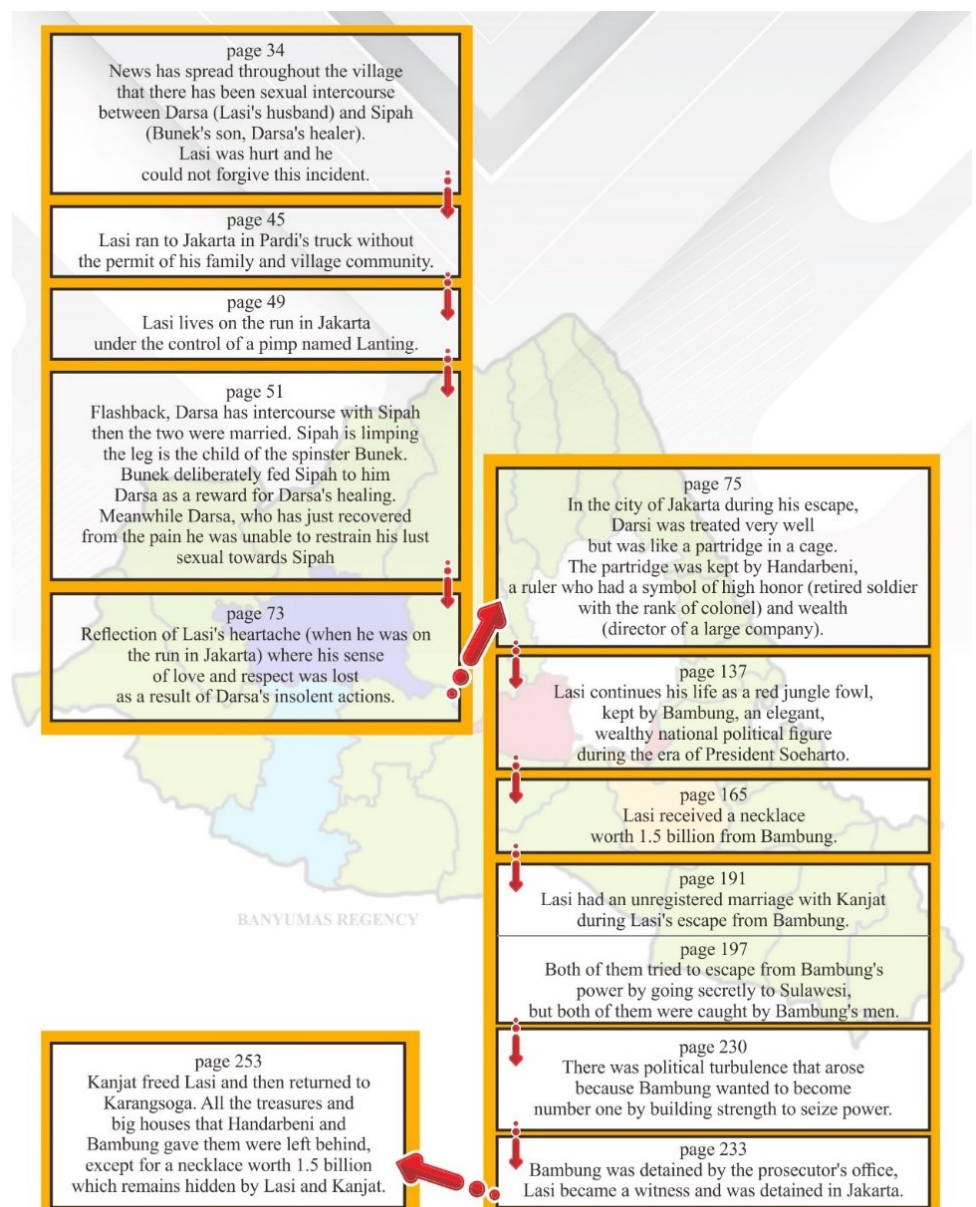 page 34
News has spread throughout the village
that there has been sexual intercourse
between Darsa (Lasi's husband) and Sipah
(Bunek's son, Darsa's healer).
Lasi was hurt and he
could not forgive this incident.
page 45
Lasi ran to Jakarta in Pardi's truck without
the permit of his family and village community.
page 49
Lasi lives on the run in Jakarta
under the control of a pimp named Lanting.
page 51
Flashback, Darsa has intercourse with Sipah
then the two were married. Sipah is limping
the leg is the child of the spinster Bunek.
Bunek deliberately fed Sipah to him
Darsa as a reward for Darsa's healing.
Meanwhile Darsa, who has just recovered
from the pain he was unable to restrain his lust
sexual towards Sipah
page 73
Reflection of Lasi's heartache (when he was on
the run in Jakarta) where his sense
of love and respect was lost
as a result of Darsa's insolent actions.
page 75
In the city of Jakarta during his escape,
Darsi was treated very well
but was like a partridge in a cage.
The partridge was kept by Handarbeni,
a ruler who had a symbol of high honor (retired soldier
with the rank of colonel) and wealth
(director of a large company).
page 137
Lasi continues his life as a red jungle fowl,
kept by Bambung, an elegant,
wealthy national political figure
during the era of President Soeharto.
page 165
Lasi received a necklace
worth 1.5 billion from Bambung.
page 191
Lasi had an unregistered marriage with Kanjat
during Lasi's escape from Bambung.
page 197
Both of them tried to escape from Bambung's
power by going secretly to Sulawesi,
but both of them were caught by Bambung's men.
page 230
There was political turbulence that arose
because Bambung wanted to become
number one by building strength to seize power.
page 233
Bambung was detained by the prosecutor's office,
Lasi became a witness and was detained in Jakarta.
page 253
Kanjat freed Lasi and then returned to
Karangsoga. All the treasures and
big houses that Handarbeni and
Bambung gave them were left behind,
except for a necklace worth 1.5 billion
which remains hidden by Lasi and Kanjat.
BANYUMAS REGENCY